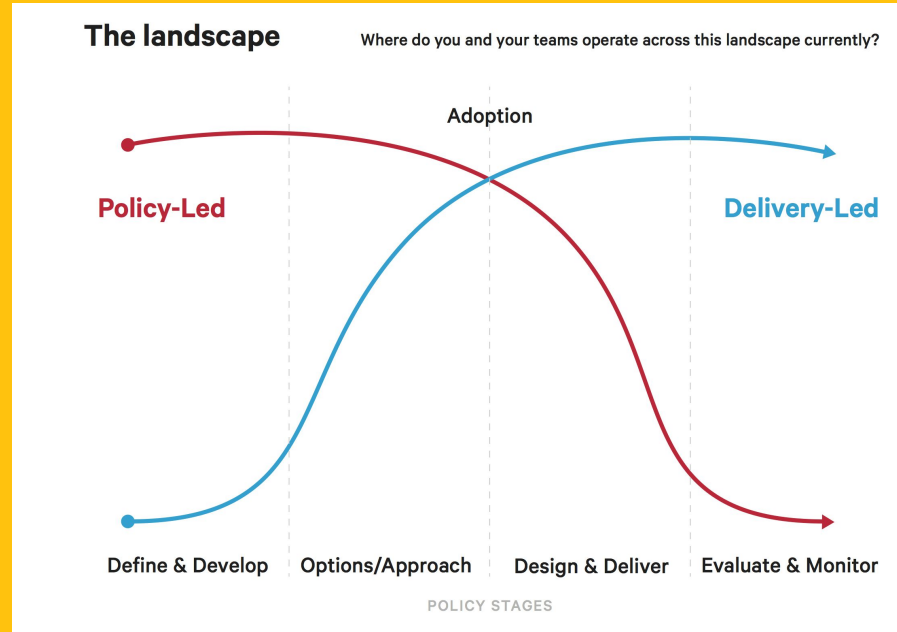 The landscape
Where do you and your teams operate across this landscape currently?
Adoption
Policy-Led
Delivery-Led
Define & Develop
Options/Approach
Design & Deliver
Evaluate & Monitor
POLICY STAGES